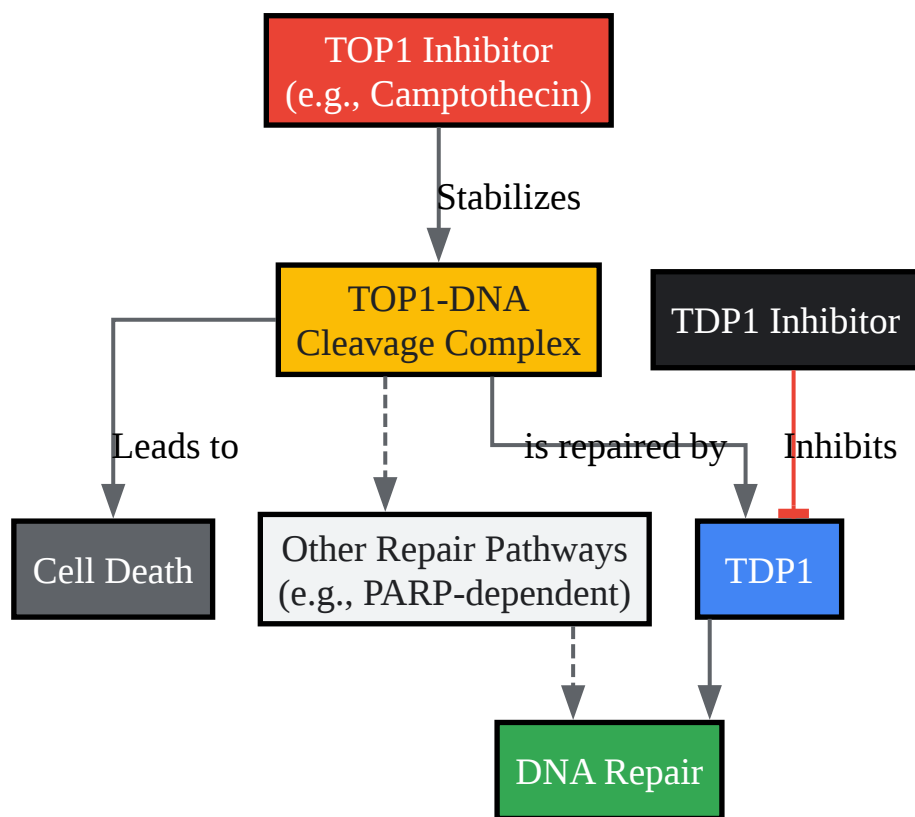 TOP1 Inhibitor
(e.g., Camptothecin)
Stabilizes
TOP1-DNA
Cleavage Complex
TDP1 Inhibitor
Leads to
is repaired by
Inhibits
Cell Death
Other Repair Pathways
(e.g., PARP-dependent)
TDP1
DNA Repair